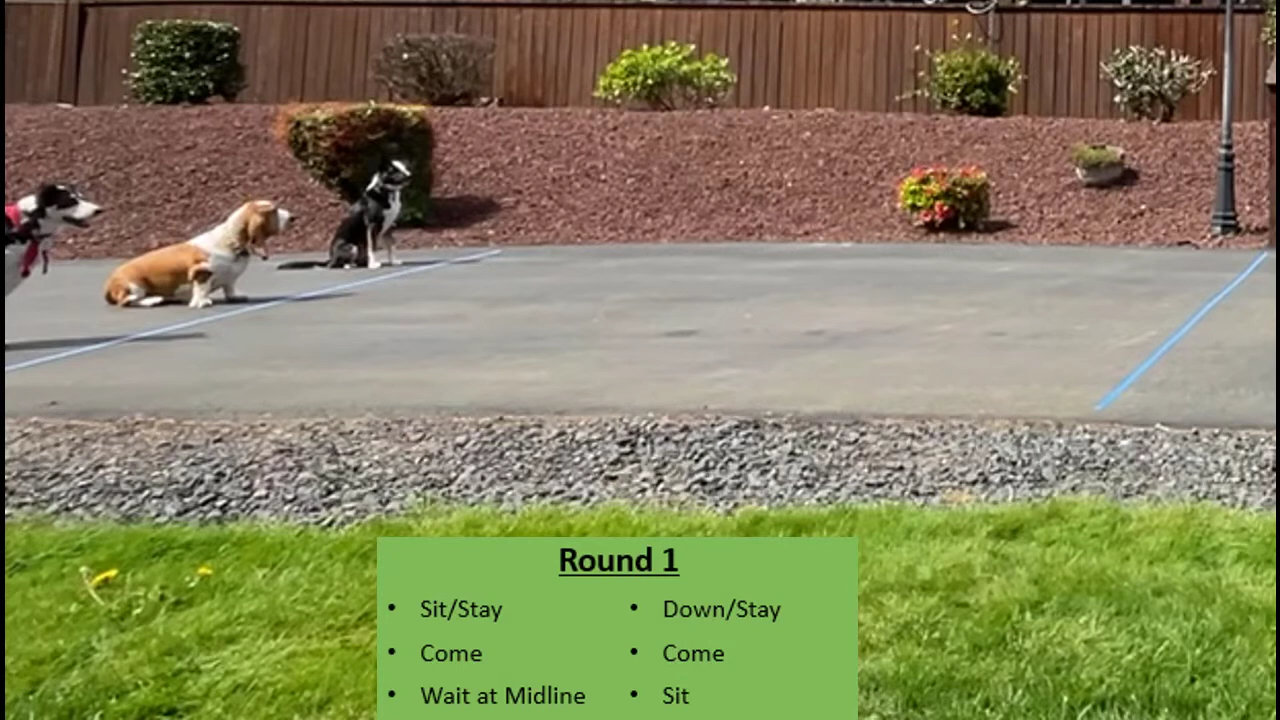 Round 1
• Sit/Stay
• Come
• Wait at Midline
• Down/Stay
• Come
• Sit